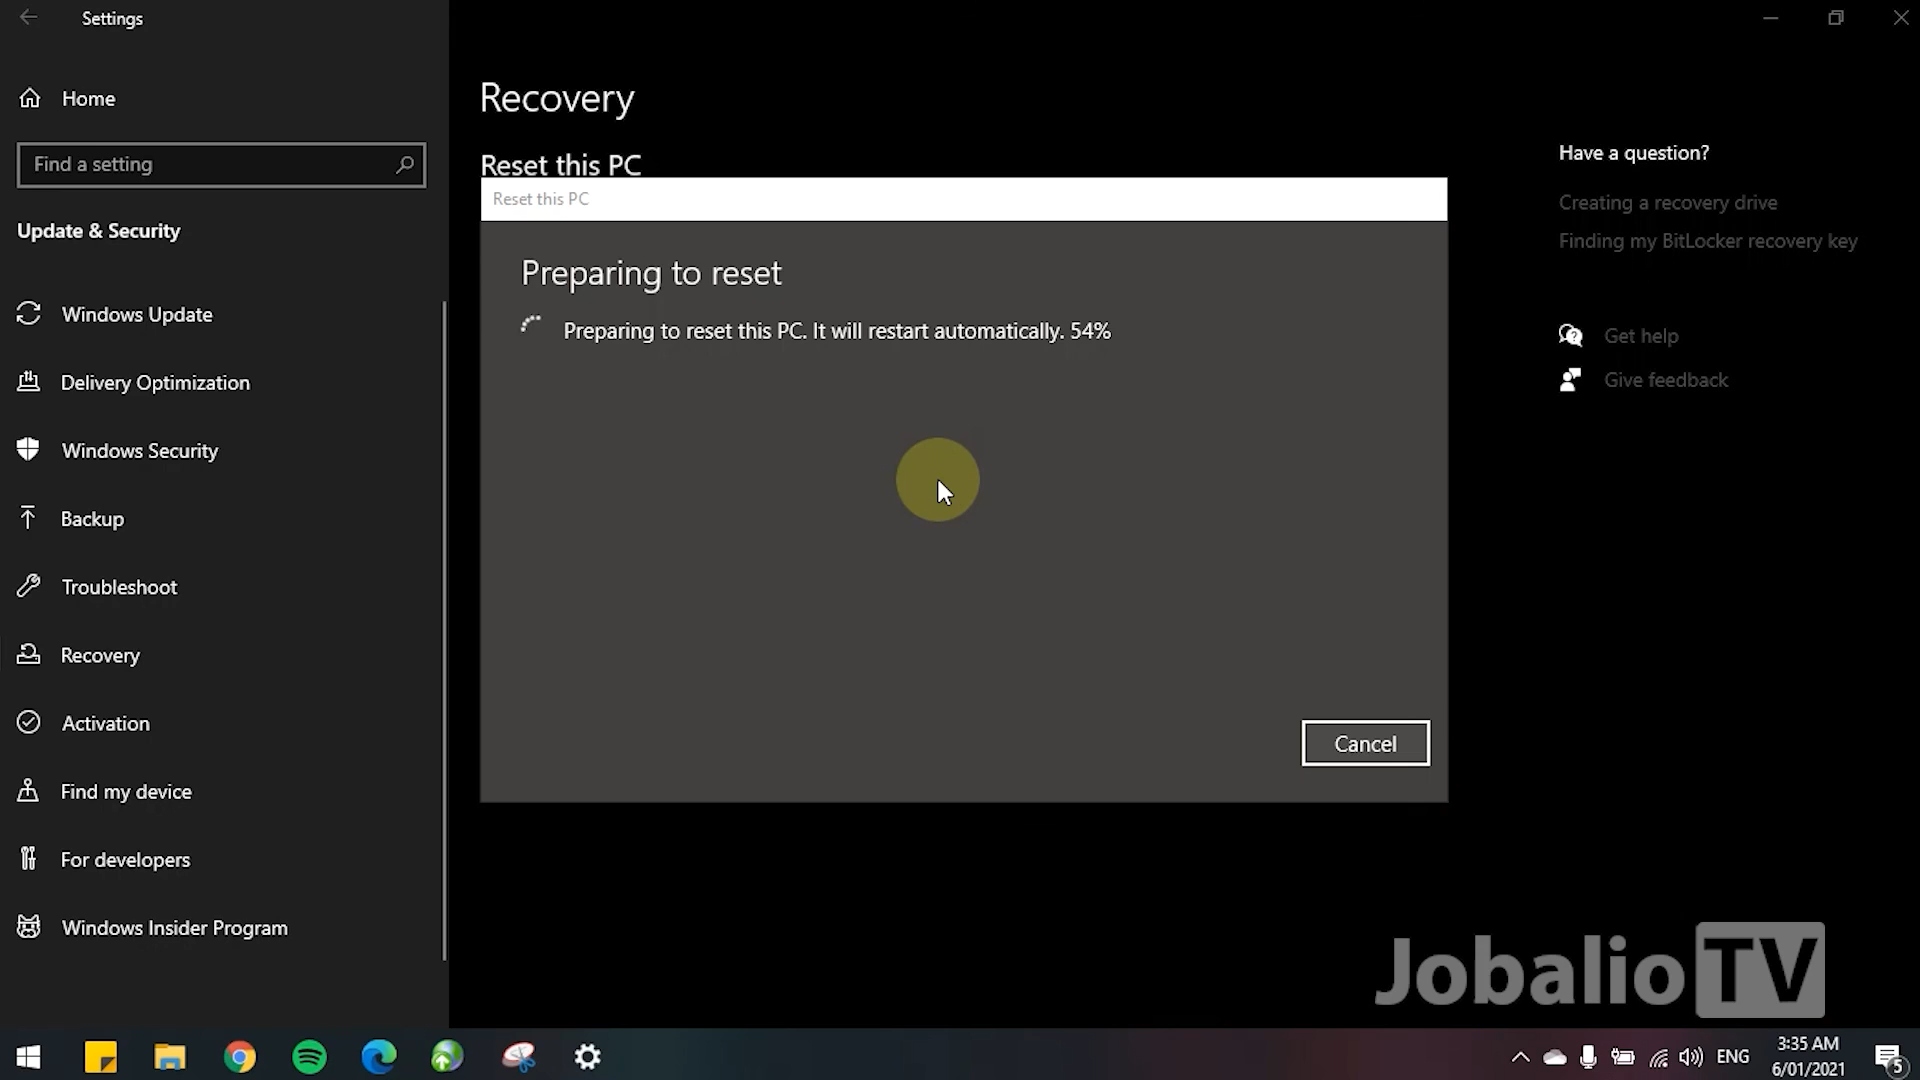 Settings
Home
Find a setting
Update & Security
Windows Update
Delivery Optimization
Windows Security
Backup
Troubleshoot
Recovery
Activation
Find my device
For developers
Windows Insider Program
Recovery
Reset this PC
Reset this PC
Preparing to reset
Preparing to reset this PC. It will restart automatically. 54%
Cancel
Have a question?
Creating a recovery drive
Finding my BitLocker recovery key
Get help
Give feedback
JobalioTV
ENG
3:35 AM
6/01/2021
5